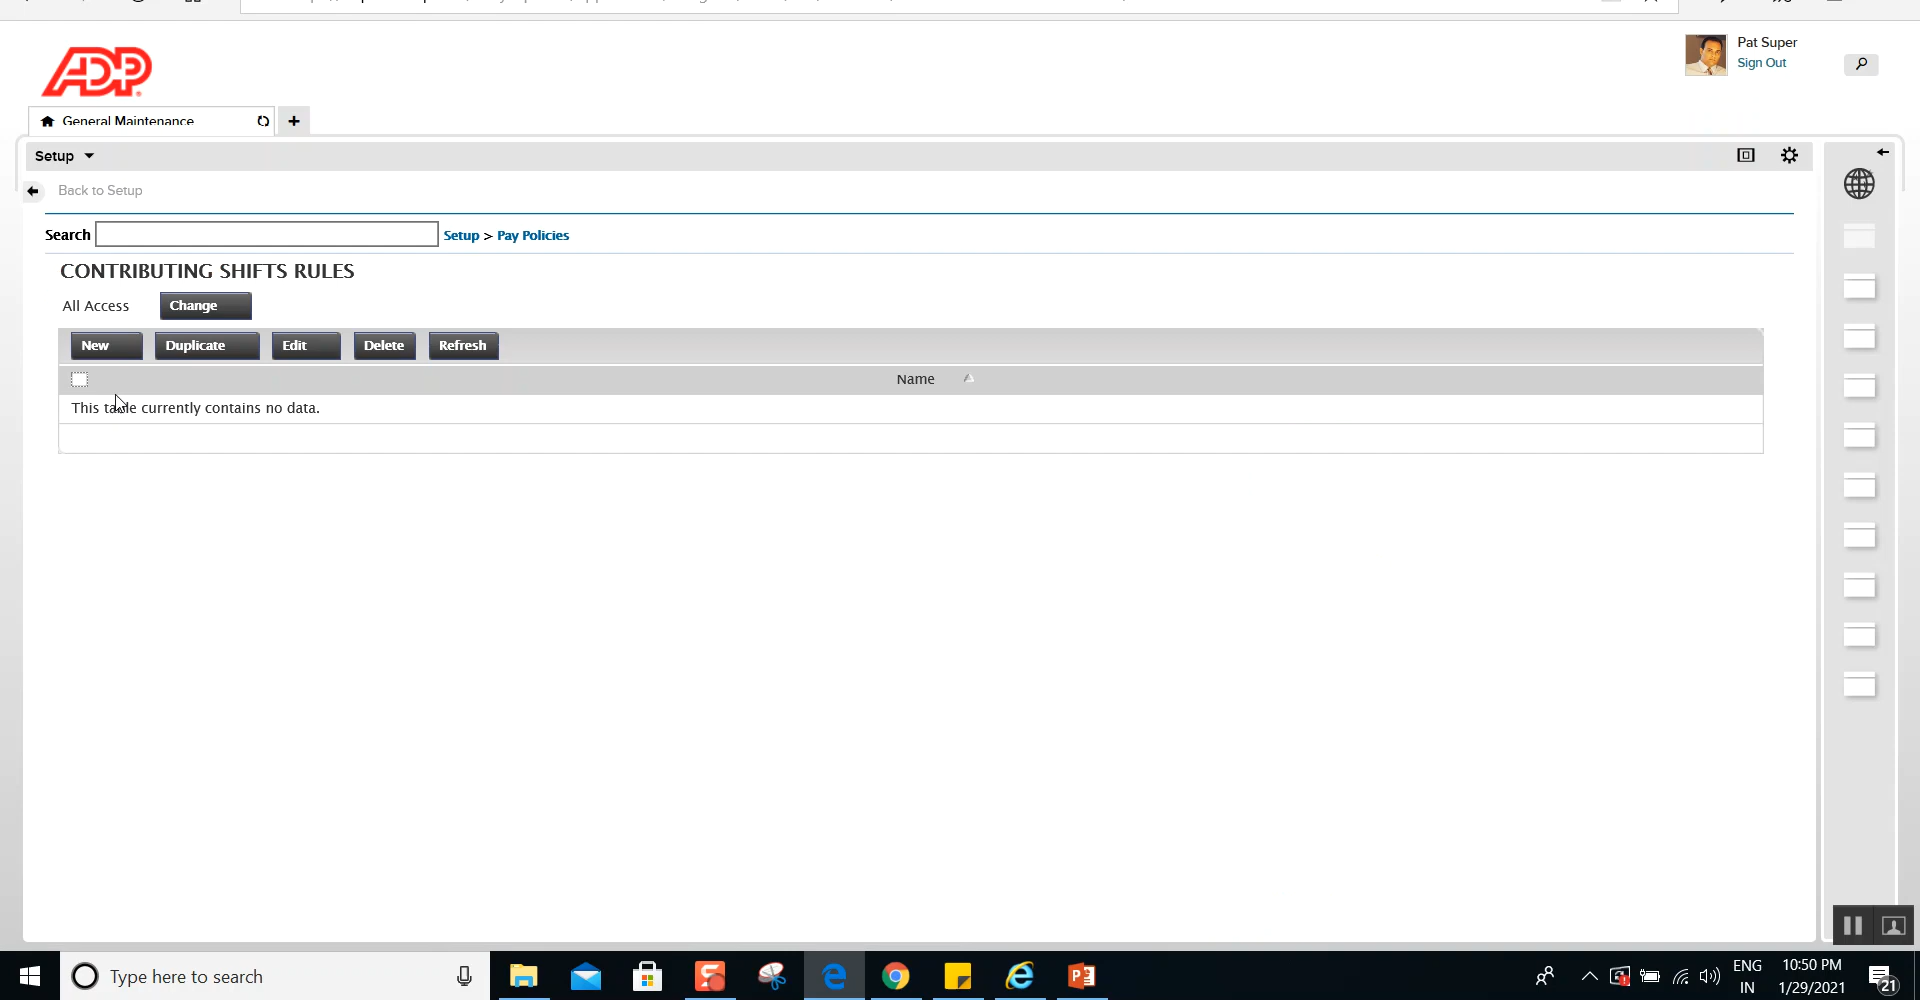 ADP
Pat Super
Sign Out
General Maintenance
Setup
Back to Setup
Search
Setup > Pay Policies
CONTRIBUTING SHIFTS RULES
All Access
Change
New
Duplicate
Edit
Delete
Refresh
Name
This table currently contains no data.
Type here to search
ENG
IN
10:50 PM
1/29/2021
21